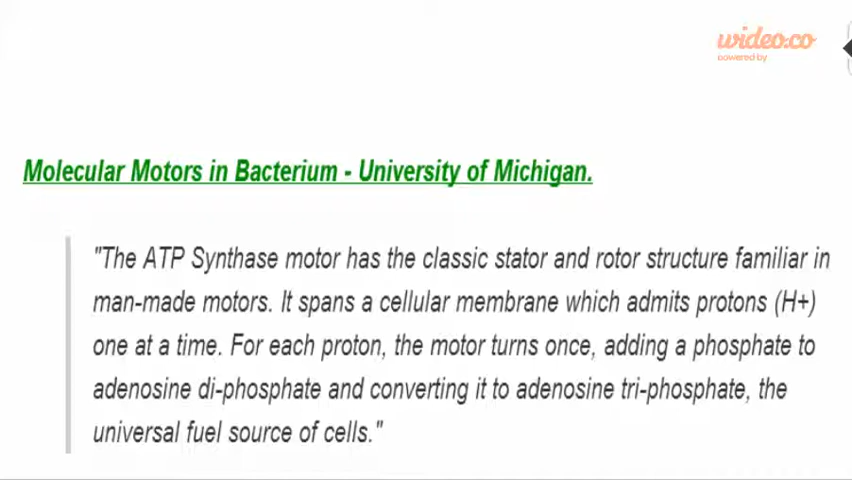 wideo.co
powered by
Molecular Motors in Bacterium - University of Michigan.
"The ATP Synthase motor has the classic stator and rotor structure familiar in
man-made motors. It spans a cellular membrane which admits protons (H+)
one at a time. For each proton, the motor turns once, adding a phosphate to
adenosine di-phosphate and converting it to adenosine tri-phosphate, the
universal fuel source of cells."